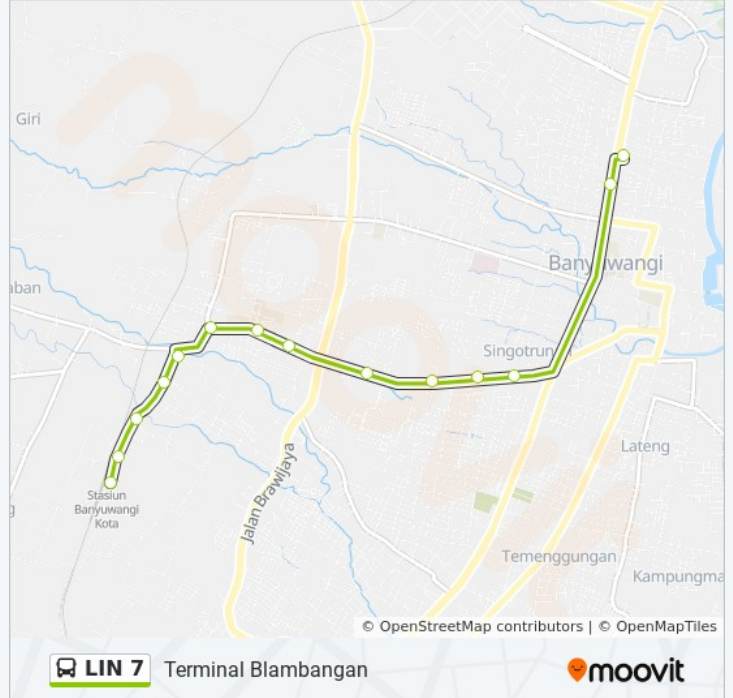 Giri
Banyuwangi
aban
Singotrun
Stasiun
Banyuwangi
Kota
Jalan Brawijaya
Lateng
Temenggungan
Kampungma
© OpenStreetMap contributors | © OpenMapTiles
LIN 7 Terminal Blambangan
moovit